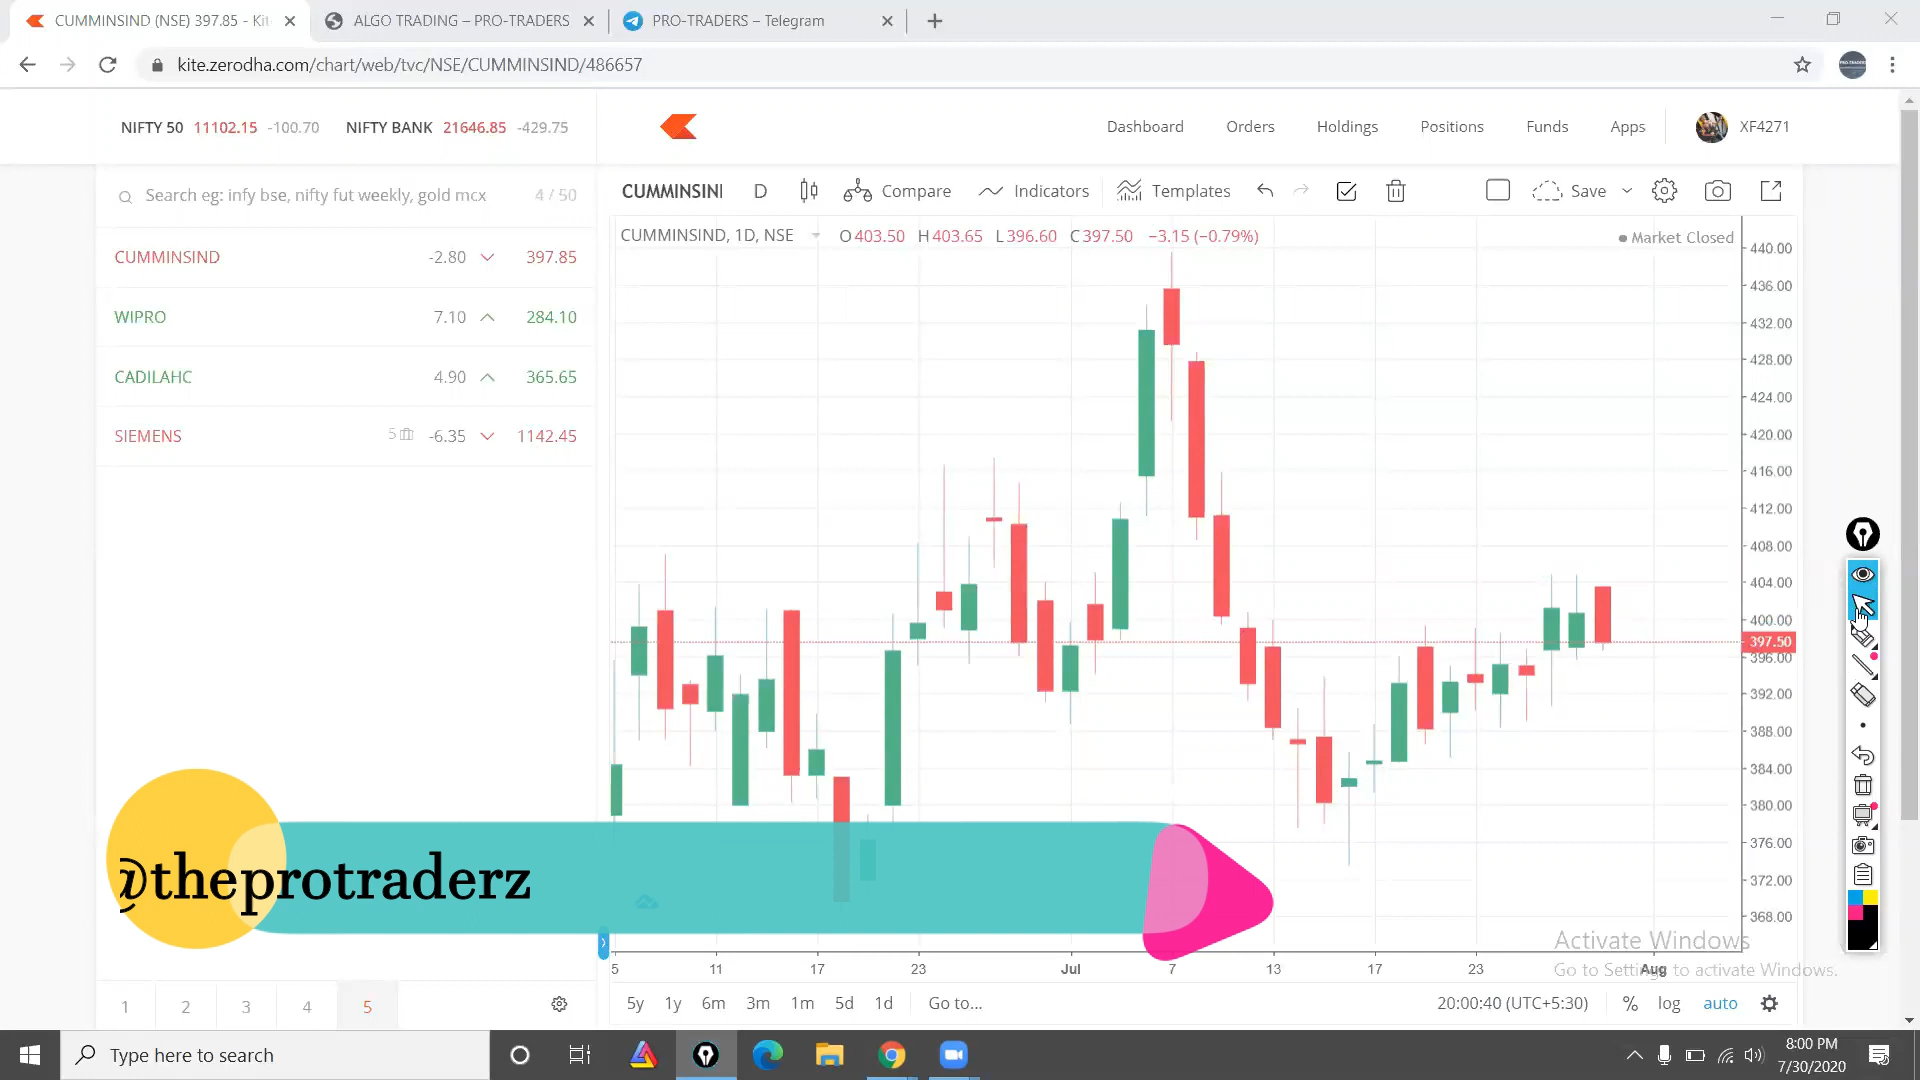 CUMMINSIND (NSE) 397.85 - Kit
ALGO TRADING – PRO-TRADERS
PRO-TRADERS – Telegram
kite.zerodha.com/chart/web/tvc/NSE/CUMMINSIND/486657
NIFTY 50 11102.15 -100.70 NIFTY BANK 21646.85 -429.75
Dashboard Orders Holdings Positions Funds Apps XF4271
Search eg: infy bse, nifty fut weekly, gold mcx 4 / 50
CUMMINSIND -2.80 397.85
WIPRO 7.10 284.10
CADILAHC 4.90 365.65
SIEMENS 5 -6.35 1142.45
CUMMINSINI D Compare Indicators Templates Save
CUMMINSIND, 1D, NSE O403.50 H403.65 L396.60 C397.50 −3.15 (−0.79%)
Market Closed
440.00
436.00
432.00
428.00
424.00
420.00
416.00
412.00
408.00
404.00
400.00
397.50
396.00
392.00
388.00
384.00
380.00
376.00
372.00
368.00
@theprotraderz
Activate Windows
Go to Settings to activate Windows.
5 11 17 23 Jul 7 13 17 23 Aug
1 2 3 4 5
5y 1y 6m 3m 1m 5d 1d Go to... 20:00:40 (UTC+5:30) % log auto
Type here to search
8:00 PM
7/30/2020